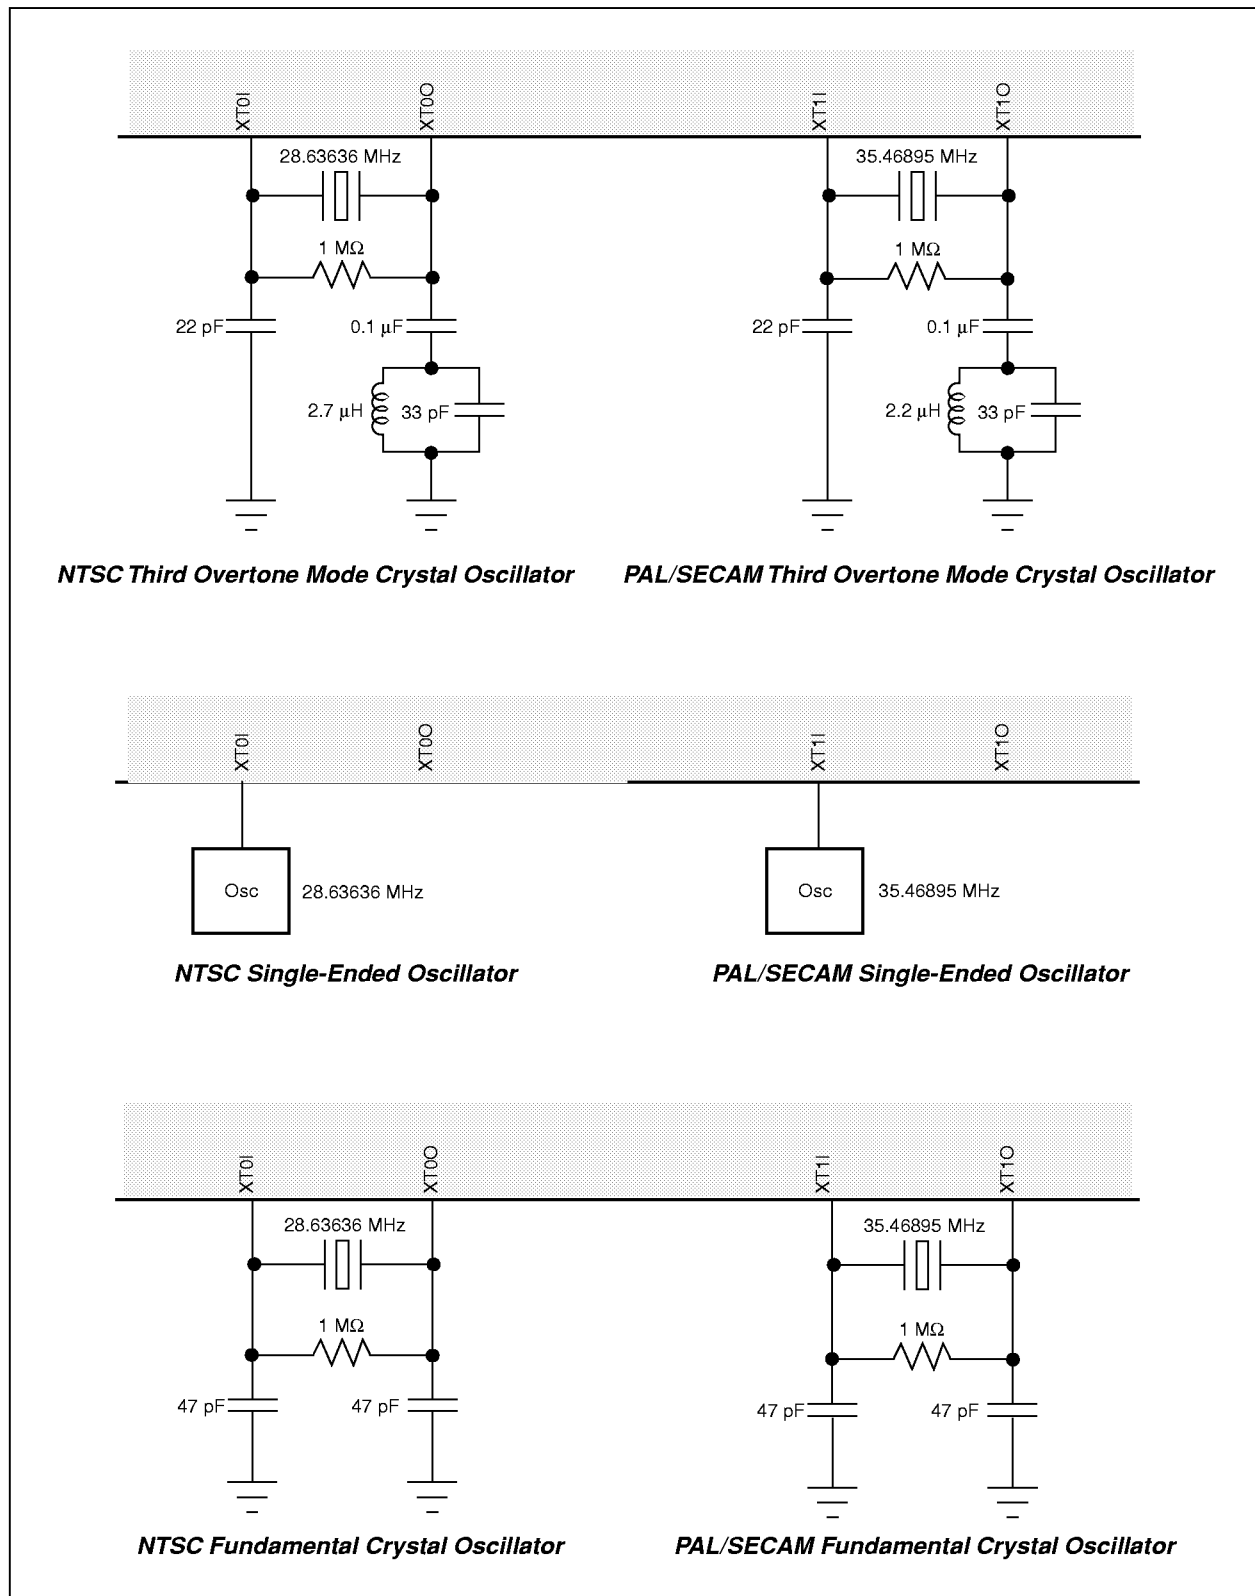 XT0I XT0O XT1I XT1O
28.63636 MHz 35.46895 MHz
1 MΩ 1 MΩ
22 pF 0.1 μF 22 pF 0.1 μF
2.7 μH 33 pF 2.2 μH 33 pF
NTSC Third Overtone Mode Crystal Oscillator PAL/SECAM Third Overtone Mode Crystal Oscillator
XT0I XT0O XT1I XT1O
Osc 28.63636 MHz Osc 35.46895 MHz
NTSC Single-Ended Oscillator PAL/SECAM Single-Ended Oscillator
XT0I XT0O XT1I XT1O
28.63636 MHz 35.46895 MHz
1 MΩ 1 MΩ
47 pF 47 pF 47 pF 47 pF
NTSC Fundamental Crystal Oscillator PAL/SECAM Fundamental Crystal Oscillator